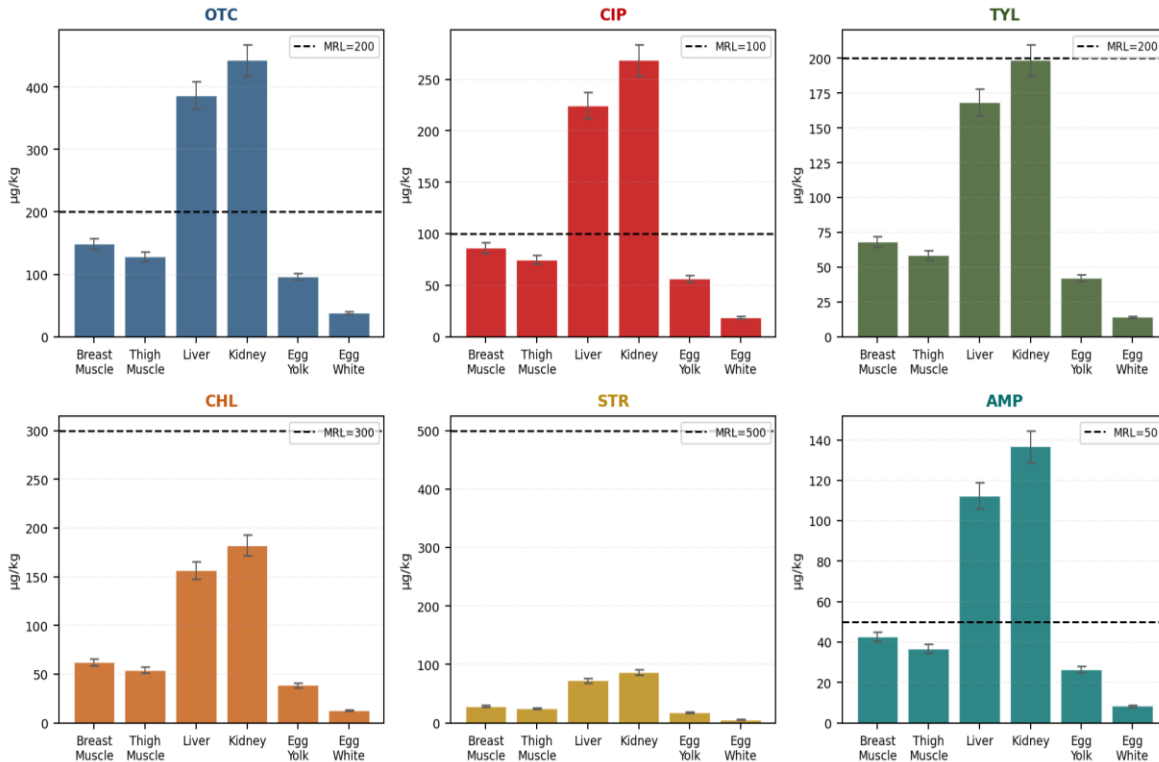 OTC
MRL=200
µg/kg
400
300
200
100
0
Breast Muscle
Thigh Muscle
Liver
Kidney
Egg Yolk
Egg White
CIP
MRL=100
µg/kg
250
200
150
100
50
0
Breast Muscle
Thigh Muscle
Liver
Kidney
Egg Yolk
Egg White
TYL
MRL=200
µg/kg
200
175
150
125
100
75
50
25
0
Breast Muscle
Thigh Muscle
Liver
Kidney
Egg Yolk
Egg White
CHL
MRL=300
µg/kg
300
250
200
150
100
50
0
Breast Muscle
Thigh Muscle
Liver
Kidney
Egg Yolk
Egg White
STR
MRL=500
µg/kg
500
400
300
200
100
0
Breast Muscle
Thigh Muscle
Liver
Kidney
Egg Yolk
Egg White
AMP
MRL=50
µg/kg
140
120
100
80
60
40
20
0
Breast Muscle
Thigh Muscle
Liver
Kidney
Egg Yolk
Egg White